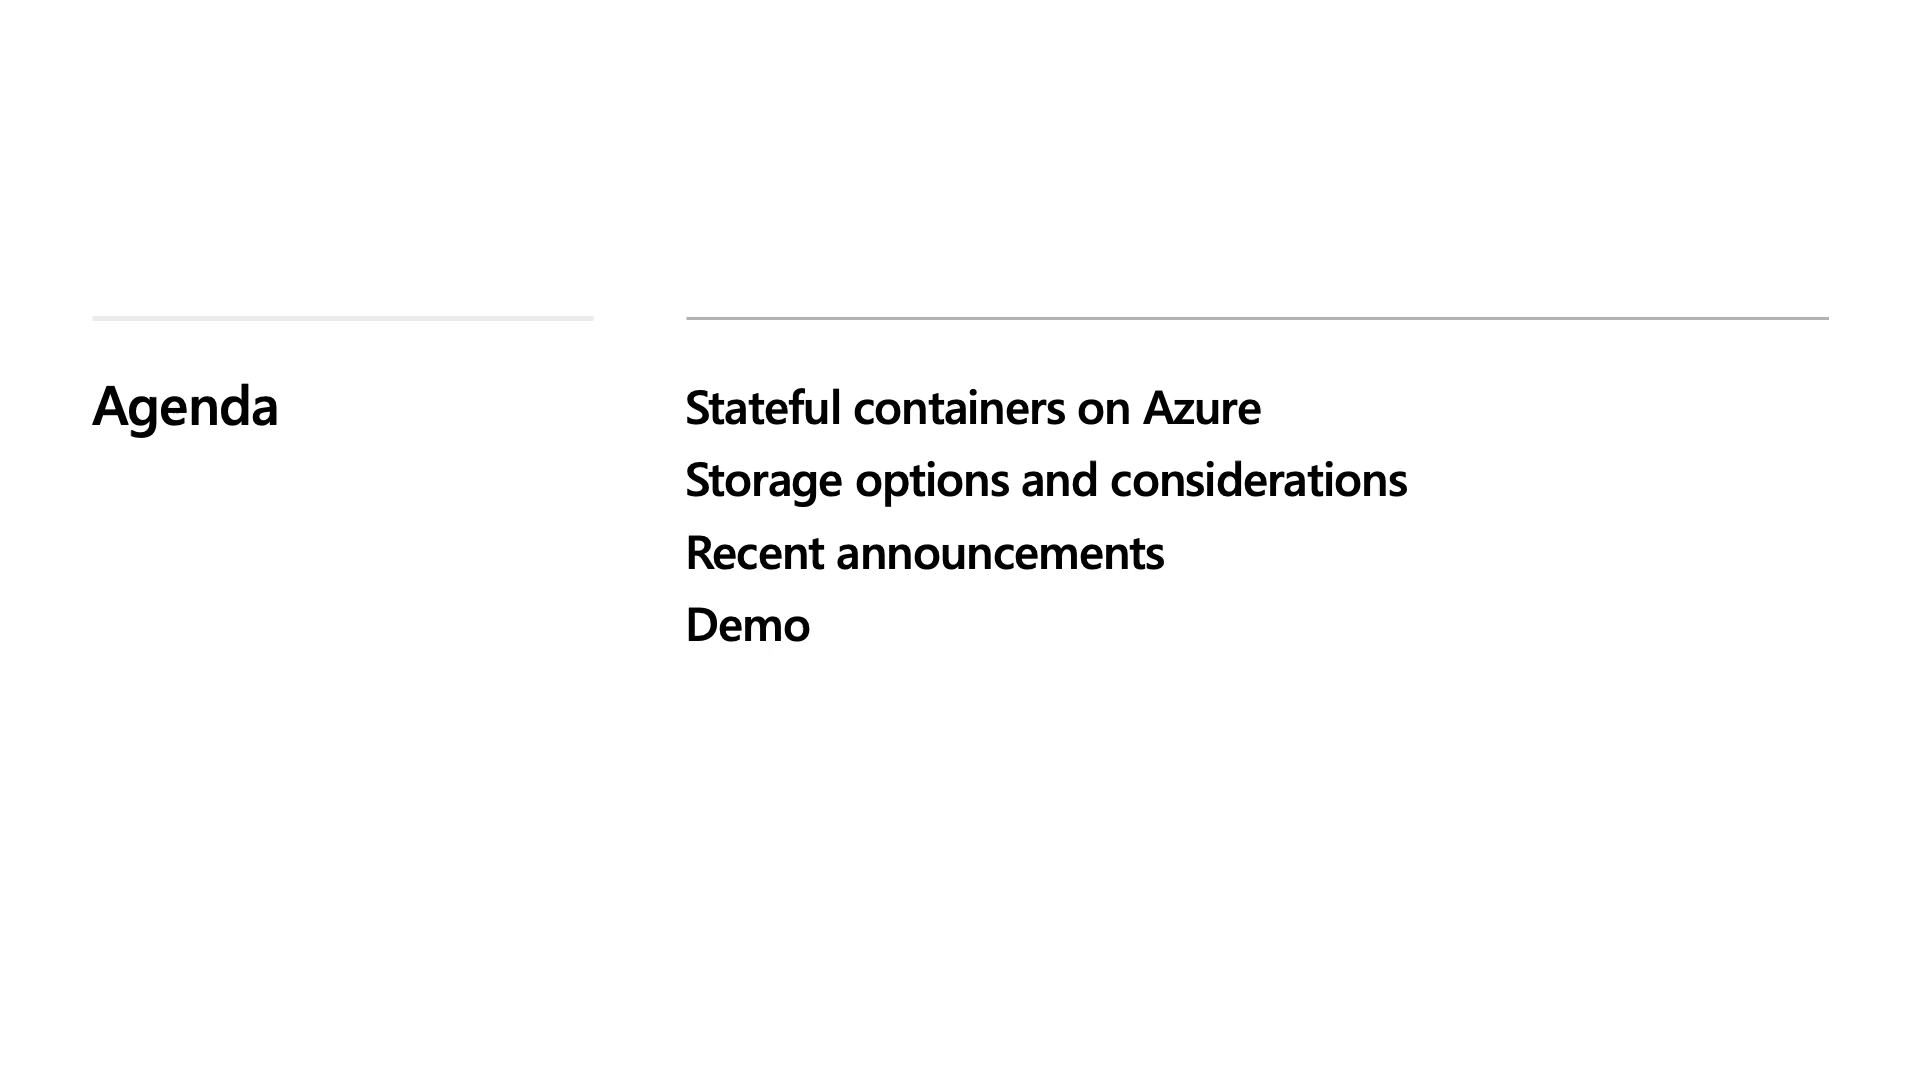 Agenda
Stateful containers on Azure
Storage options and considerations
Recent announcements
Demo